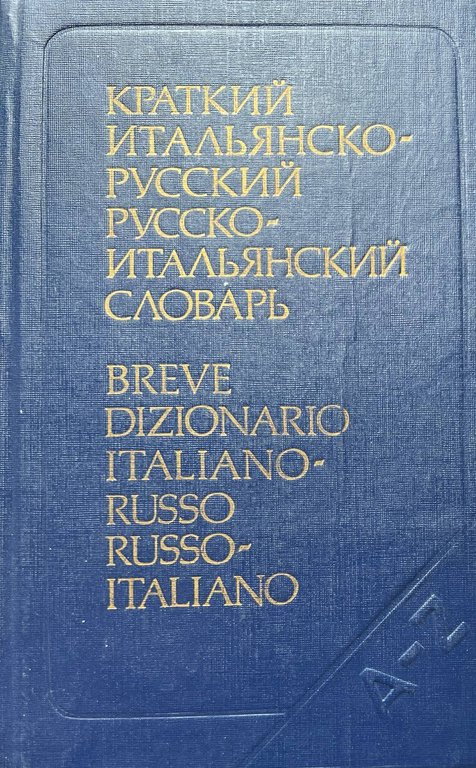 КРАТКИЙ
ИТАЛЬЯНСКО-
РУССКИЙ
РУССКО-
ИТАЛЬЯНСКИЙ
СЛОВАРЬ
BREVE
DIZIONARIO
ITALIANO-
RUSSO
RUSSO-
ITALIANO
A-Z